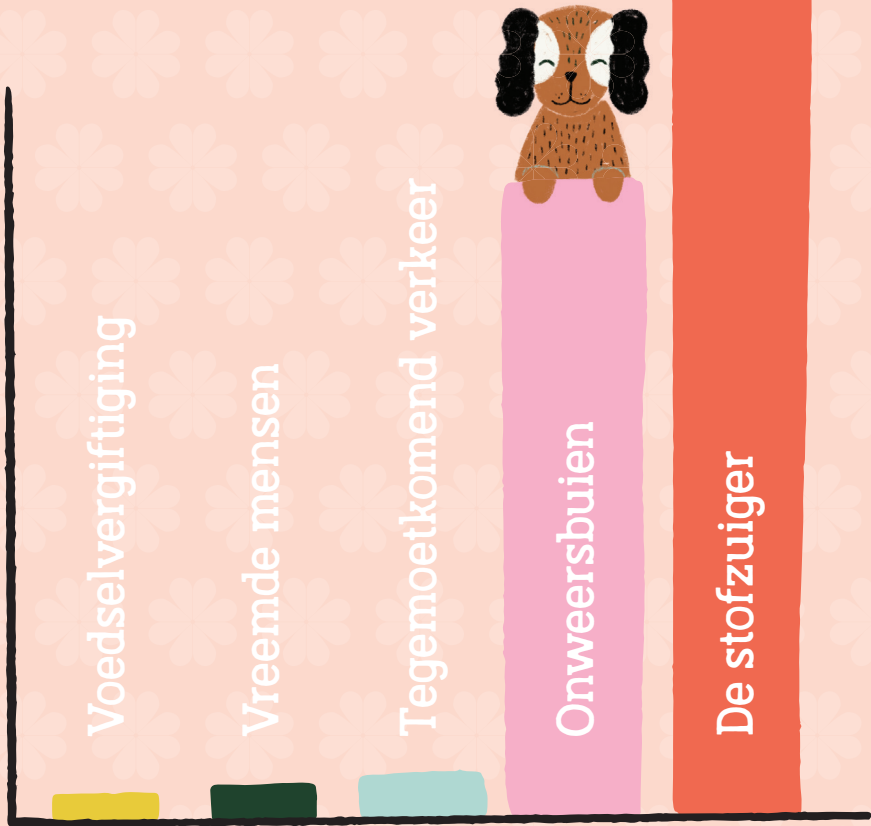 Voedselvergiftiging
Vreemde mensen
Tegemoetkomend verkeer
Onweersbuien
De stofzuiger